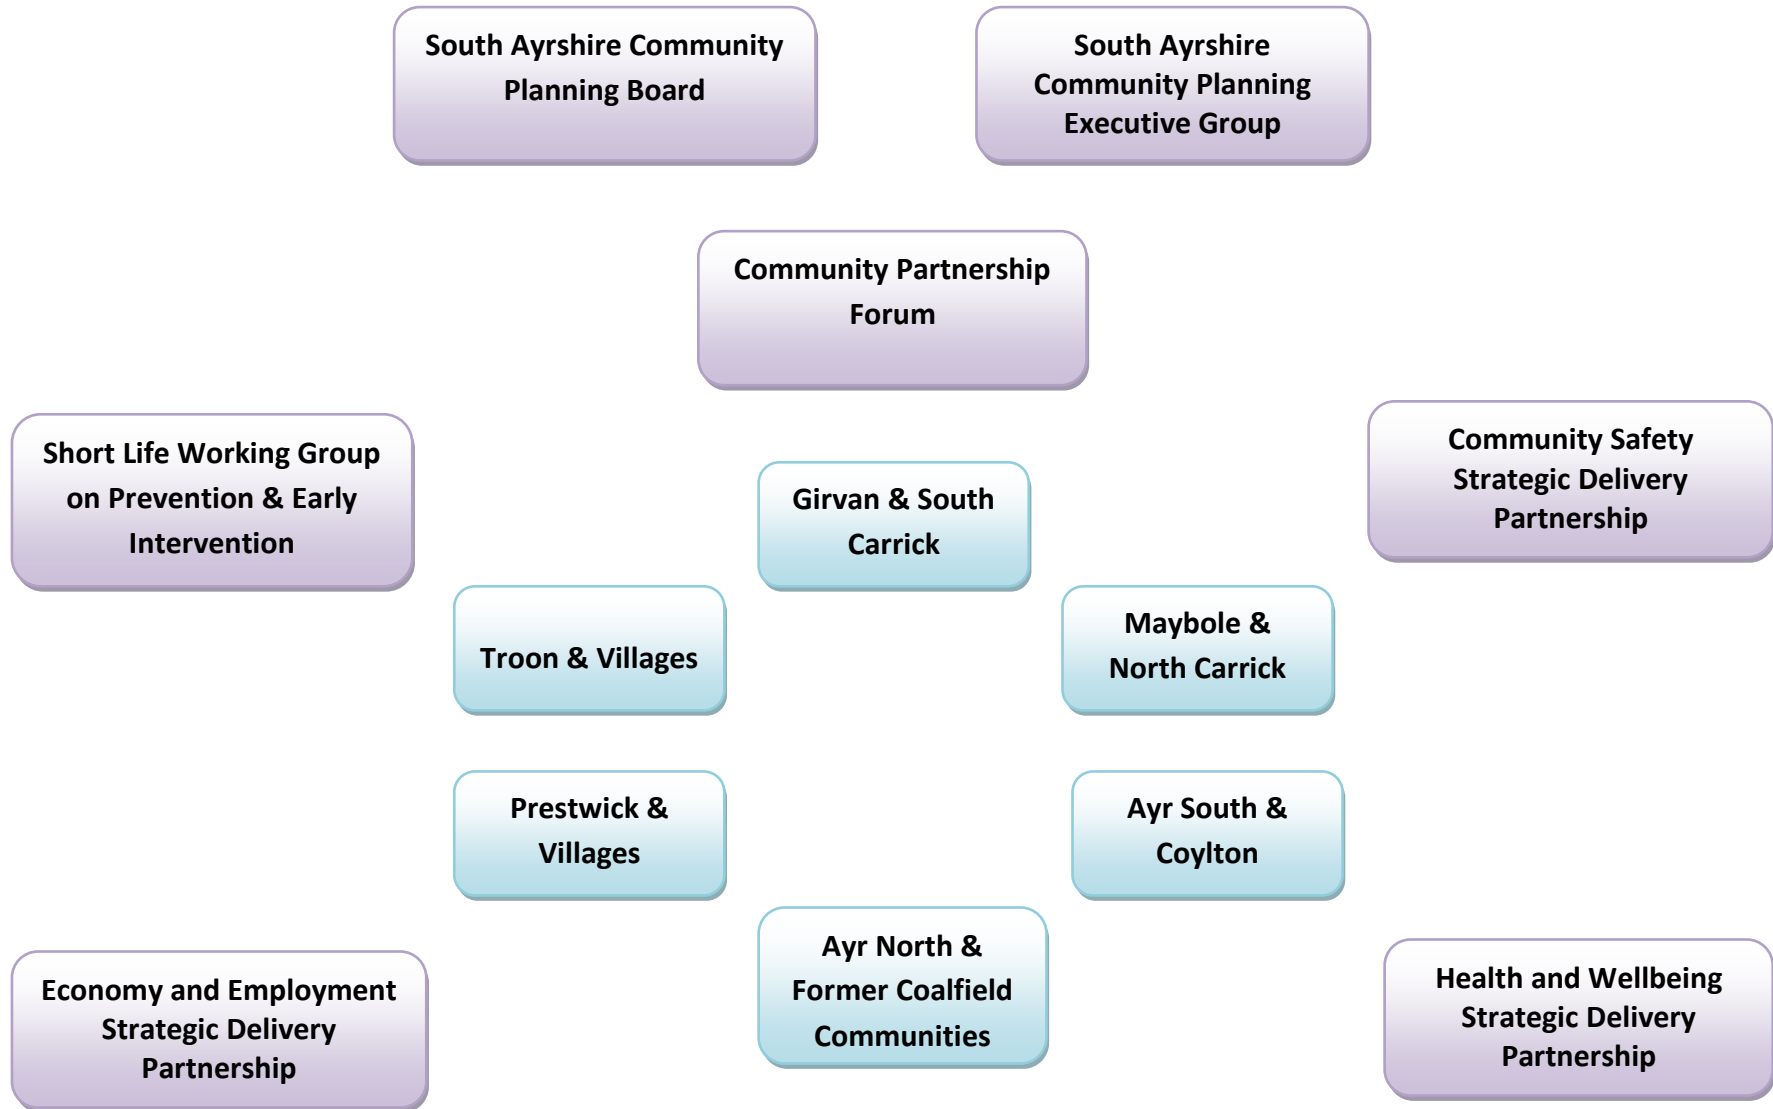 South Ayrshire Community
Planning Board
South Ayrshire
Community Planning
Executive Group
Community Partnership
Forum
Short Life Working Group
on Prevention & Early
Intervention
Community Safety
Strategic Delivery
Partnership
Girvan & South
Carrick
Troon & Villages
Maybole &
North Carrick
Prestwick &
Villages
Ayr South &
Coylton
Ayr North &
Former Coalfield
Communities
Economy and Employment
Strategic Delivery
Partnership
Health and Wellbeing
Strategic Delivery
Partnership